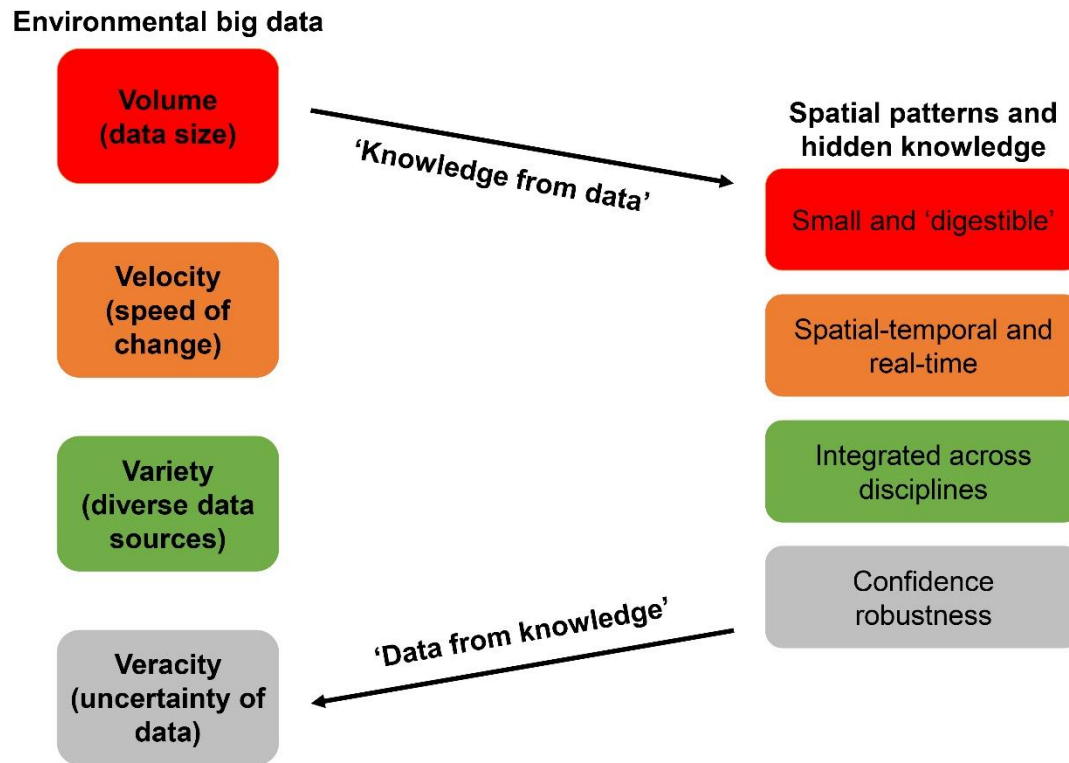 Environmental big data
Volume
(data size)
Velocity
(speed of
change)
Variety
(diverse data
sources)
Veracity
(uncertainty of
data)
‘Knowledge from data’
‘Data from knowledge’
Spatial patterns and
hidden knowledge
Small and ‘digestible’
Spatial-temporal and
real-time
Integrated across
disciplines
Confidence
robustness